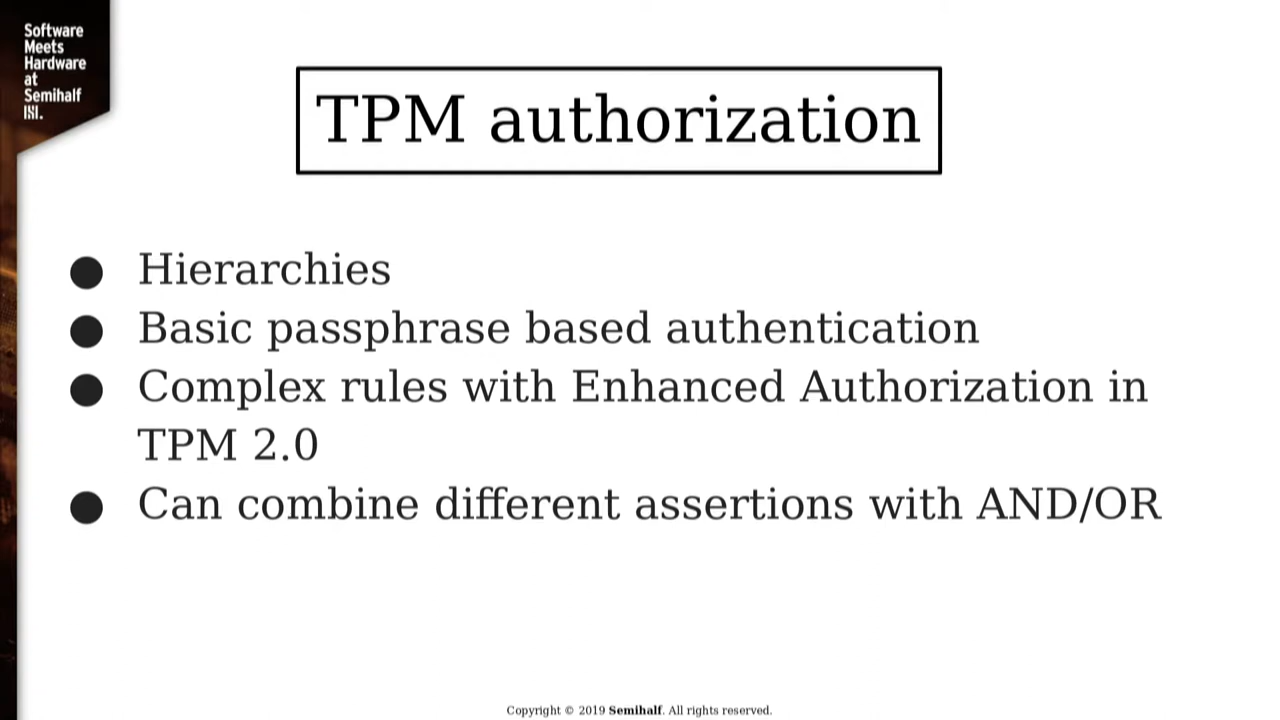 Software
Meets
Hardware
at
Semihalf
TPM authorization
● Hierarchies
● Basic passphrase based authentication
● Complex rules with Enhanced Authorization in
TPM 2.0
● Can combine different assertions with AND/OR
Copyright © 2019 Semihalf. All rights reserved.